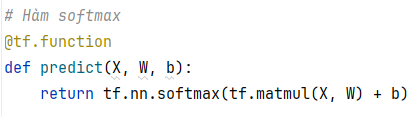 # Hàm softmax
@tf.function
def predict(X, W, b):
    return tf.nn.softmax(tf.matmul(X, W) + b)